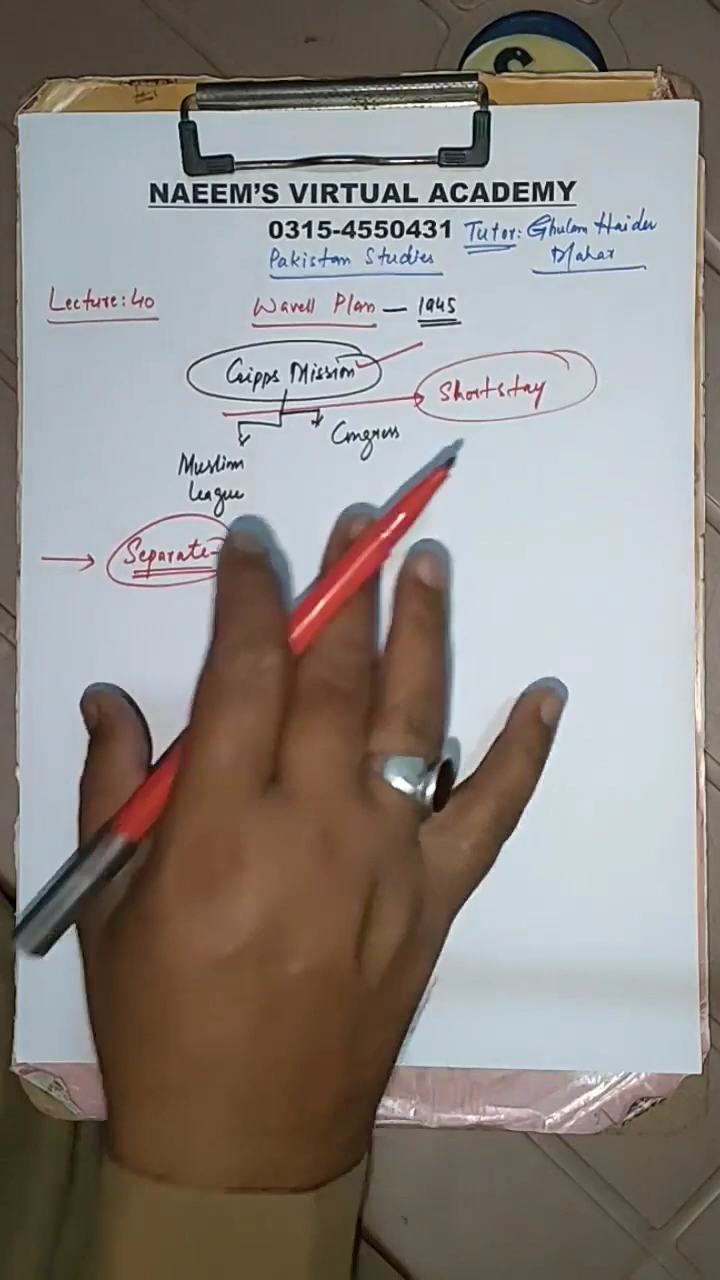 NAEEM'S VIRTUAL ACADEMY
0315-4550431 Tutor: Ghulam Haider
Mahar
Pakistan Studies
Lecture: 40 Wavell Plan — 1945
Cripps Mission
Shortstay
Congress
Muslim
league
Separate